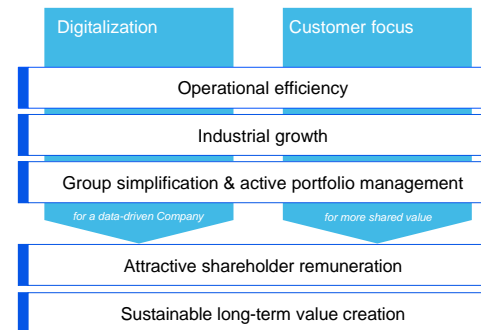 Digitalization
Customer focus
Operational efficiency
Industrial growth
Group simplification & active portfolio management
for a data-driven Company
for more shared value
Attractive shareholder remuneration
Sustainable long-term value creation